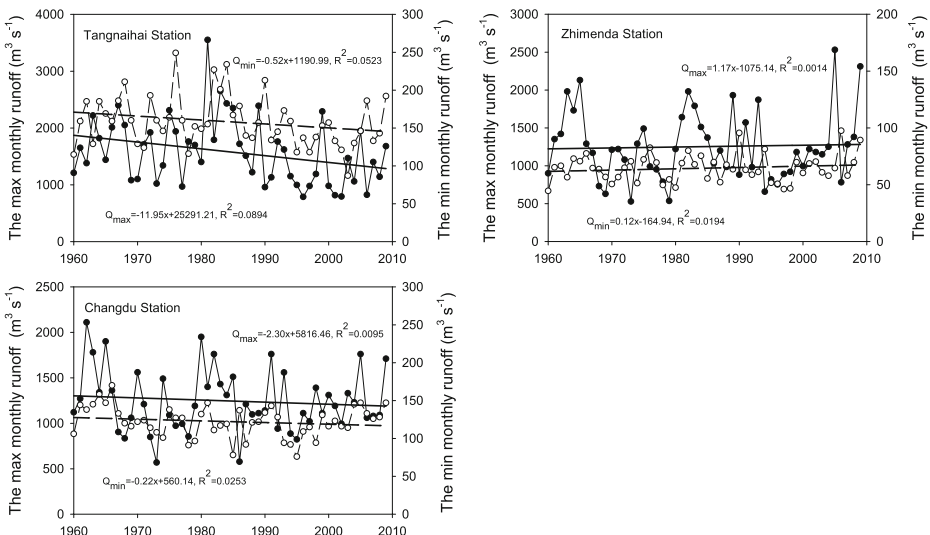 Tangnaihai Station
The max monthly runoff (m³ s⁻¹)
4000
3000
2000
1000
0
Qmin=-0.52x+1190.99, R²=0.0523
Qmax=-11.95x+25291.21, R²=0.0894
300
250
200
150
100
50
0
The min monthly runoff (m³ s⁻¹)
1960 1970 1980 1990 2000 2010
Zhimenda Station
The max monthly runoff (m³ s⁻¹)
3000
2500
2000
1500
1000
500
0
Qmax=1.17x-1075.14, R²=0.0014
Qmin=0.12x-164.94, R²=0.0194
200
150
100
50
0
The min monthly runoff (m³ s⁻¹)
1960 1970 1980 1990 2000 2010
Changdu Station
The max monthly runoff (m³ s⁻¹)
2500
2000
1500
1000
500
0
Qmax=-2.30x+5816.46, R²=0.0095
Qmin=-0.22x+560.14, R²=0.0253
300
250
200
150
100
50
0
The min monthly runoff (m³ s⁻¹)
1960 1970 1980 1990 2000 2010